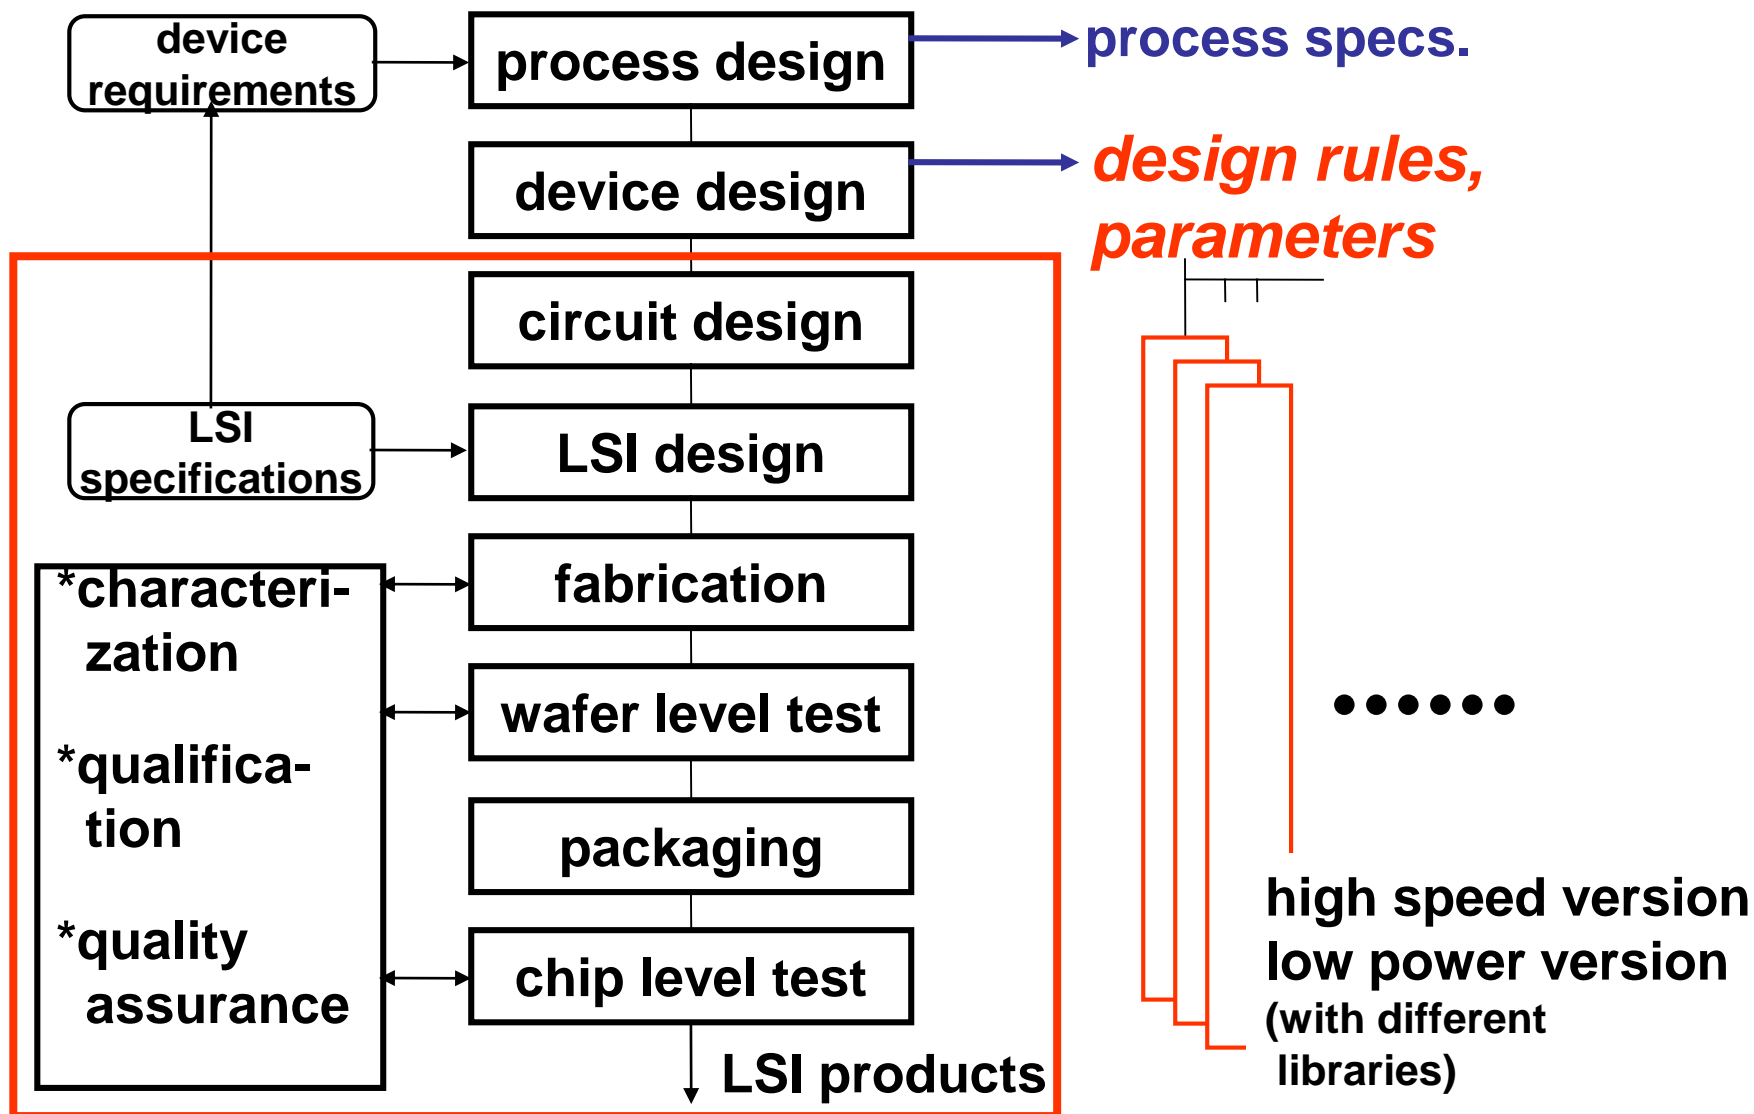 device
requirements
process design
process specs.
device design
design rules,
parameters
circuit design
LSI
specifications
LSI design
*characteri-
zation
*qualifica-
tion
*quality
assurance
fabrication
wafer level test
packaging
chip level test
LSI products
••••••
high speed version
low power version
(with different
libraries)